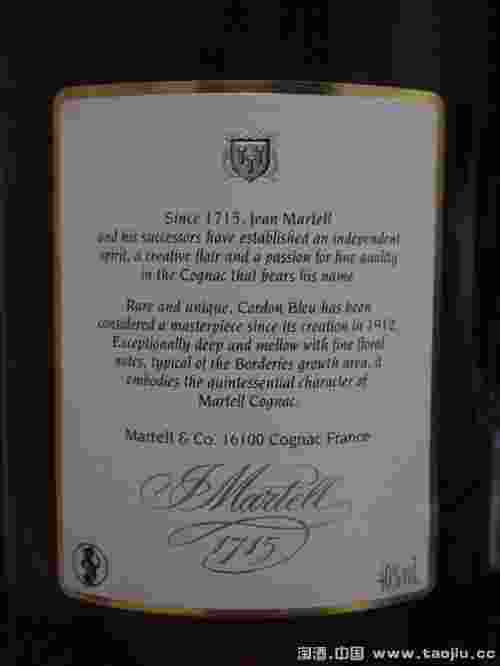 Since 1715, Jean Martell
and his successors have established an independent
spirit, a creative flair and a passion for fine quality
in the Cognac that bears his name
Rare and unique, Cordon Bleu has been
considered a masterpiece since its creation in 1912.
Exceptionally deep and mellow with fine floral
notes, typical of the Borderies growth area, it
embodies the quintessential character of
Martell Cognac.
Martell & Co. 16100 Cognac France
J Martell
1715
40% vol
淘酒.中国 www.taojiu.cc